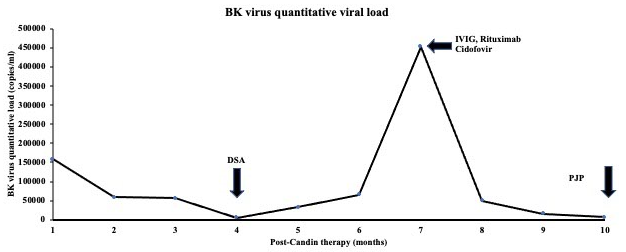 BK virus quantitative viral load
BK virus quantitative load (copies/ml)
500000
450000
400000
350000
300000
250000
200000
150000
100000
50000
0
IVIG, Rituximab
Cidofovir
DSA
PJP
1 2 3 4 5 6 7 8 9 10
Post-Candin therapy (months)